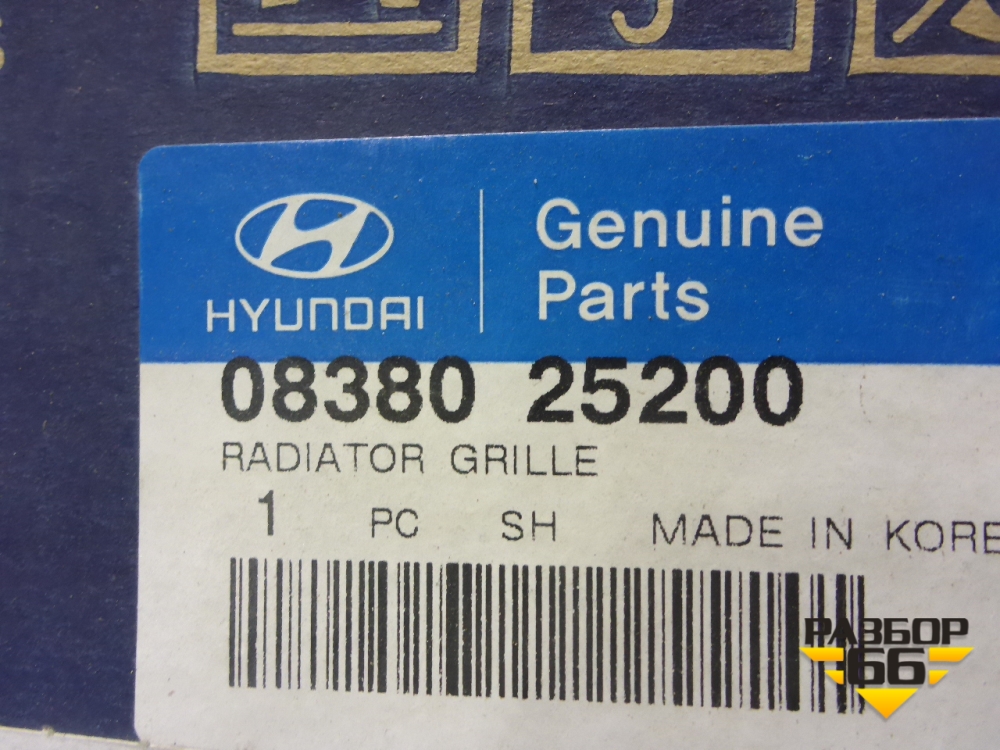 Genuine
Parts
HYUNDAI
08380 25200
RADIATOR GRILLE
1 PC SH MADE IN KORE
РАЗБОР
66